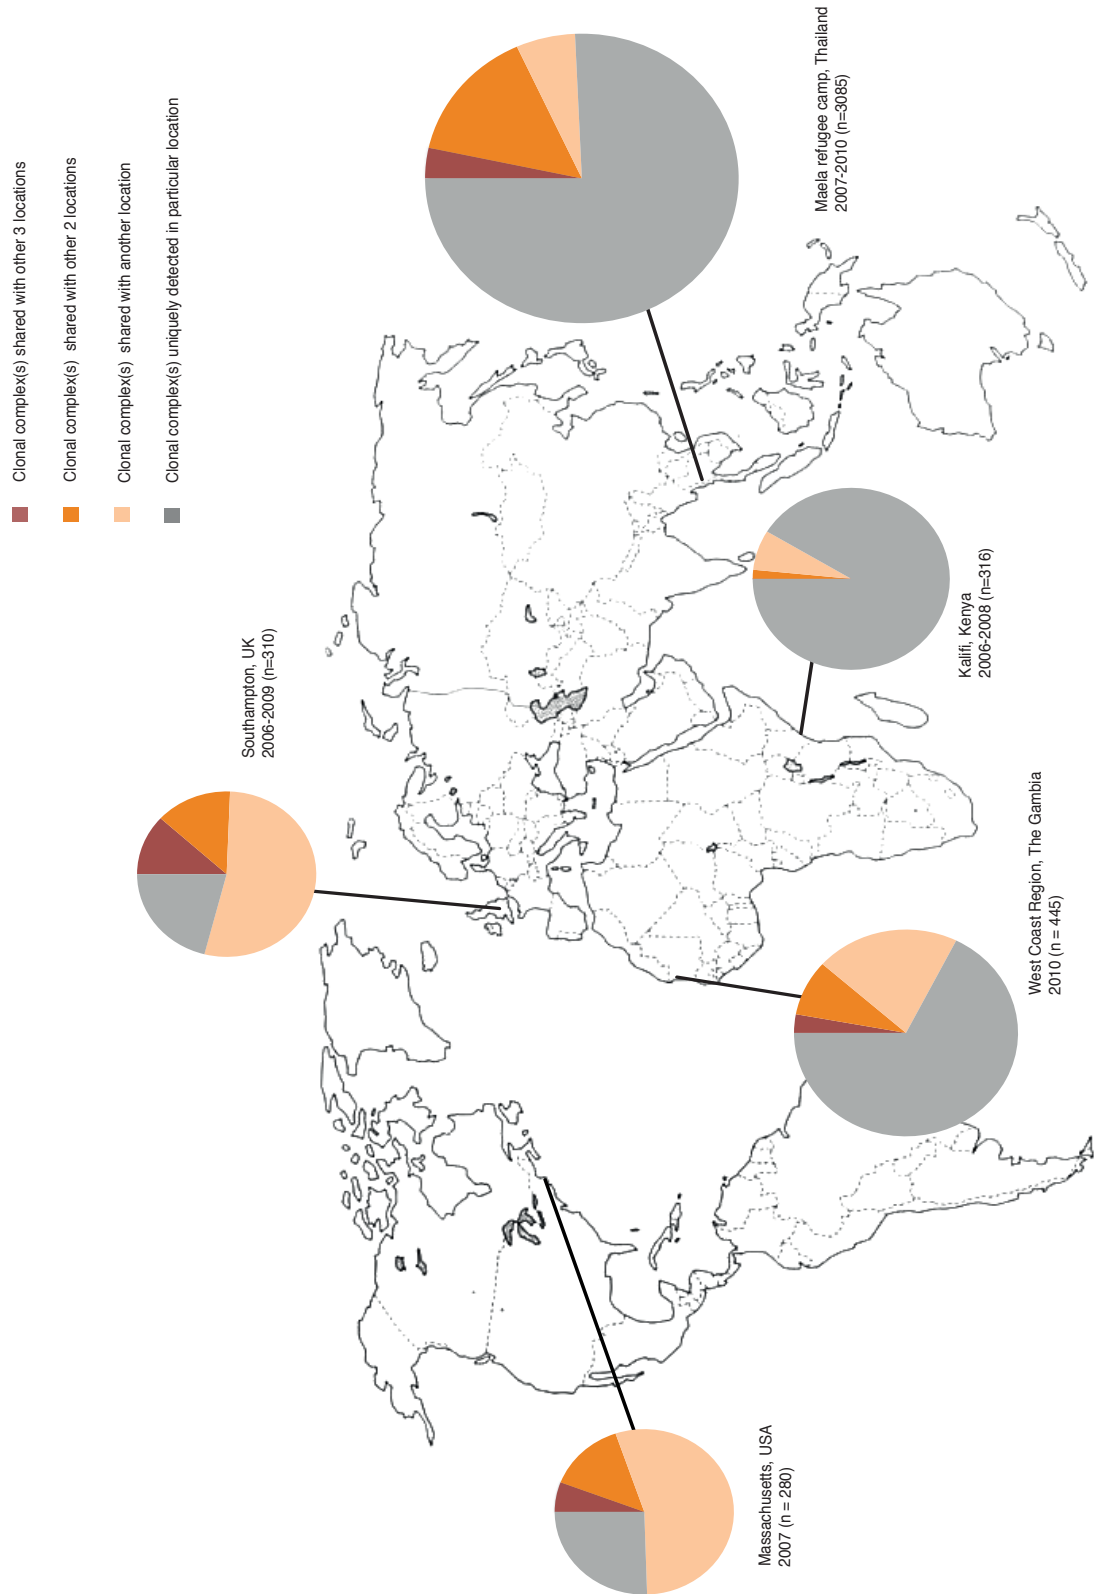 Clonal complex(s) shared with other 3 locations
Clonal complex(s) shared with other 2 locations
Clonal complex(s) shared with another location
Clonal complex(s) uniquely detected in particular location
Southampton, UK
2006-2009 (n=310)
Maela refugee camp, Thailand
2007-2010 (n=3085)
Kalifi, Kenya
2006-2008 (n=316)
West Coast Region, The Gambia
2010 (n = 445)
Massachusetts, USA
2007 (n = 280)